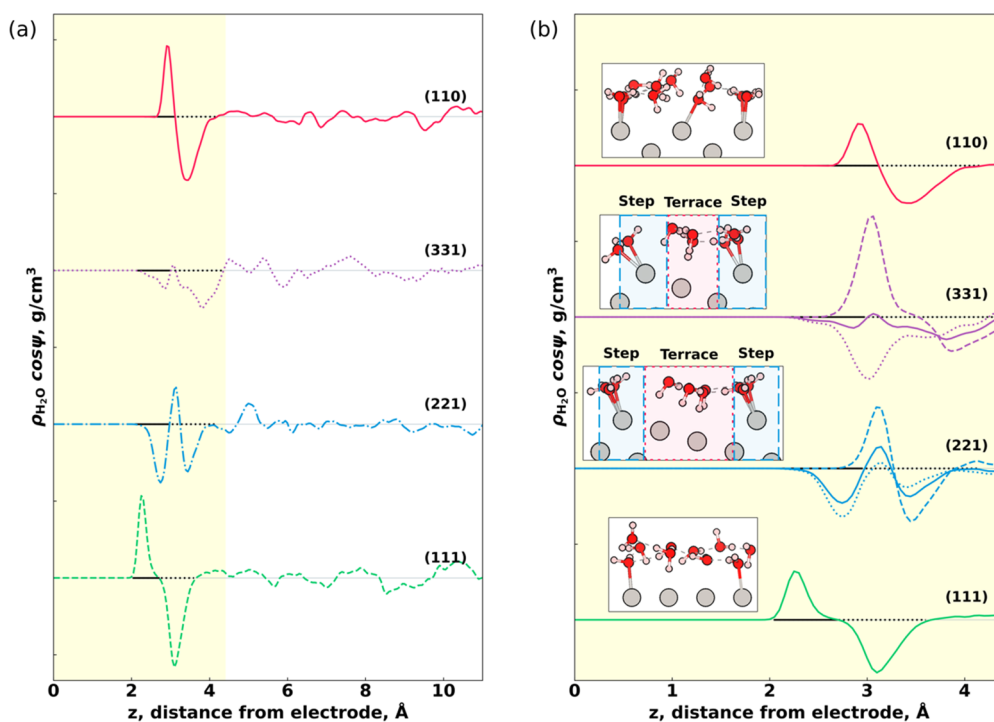 (a)
(110)
(331)
(221)
(111)
ρH₂O cosψ, g/cm³
0 2 4 6 8 10
z, distance from electrode, Å
(b)
(110)
Step Terrace Step
(331)
Step Terrace Step
(221)
(111)
ρH₂O cosψ, g/cm³
0 1 2 3 4
z, distance from electrode, Å